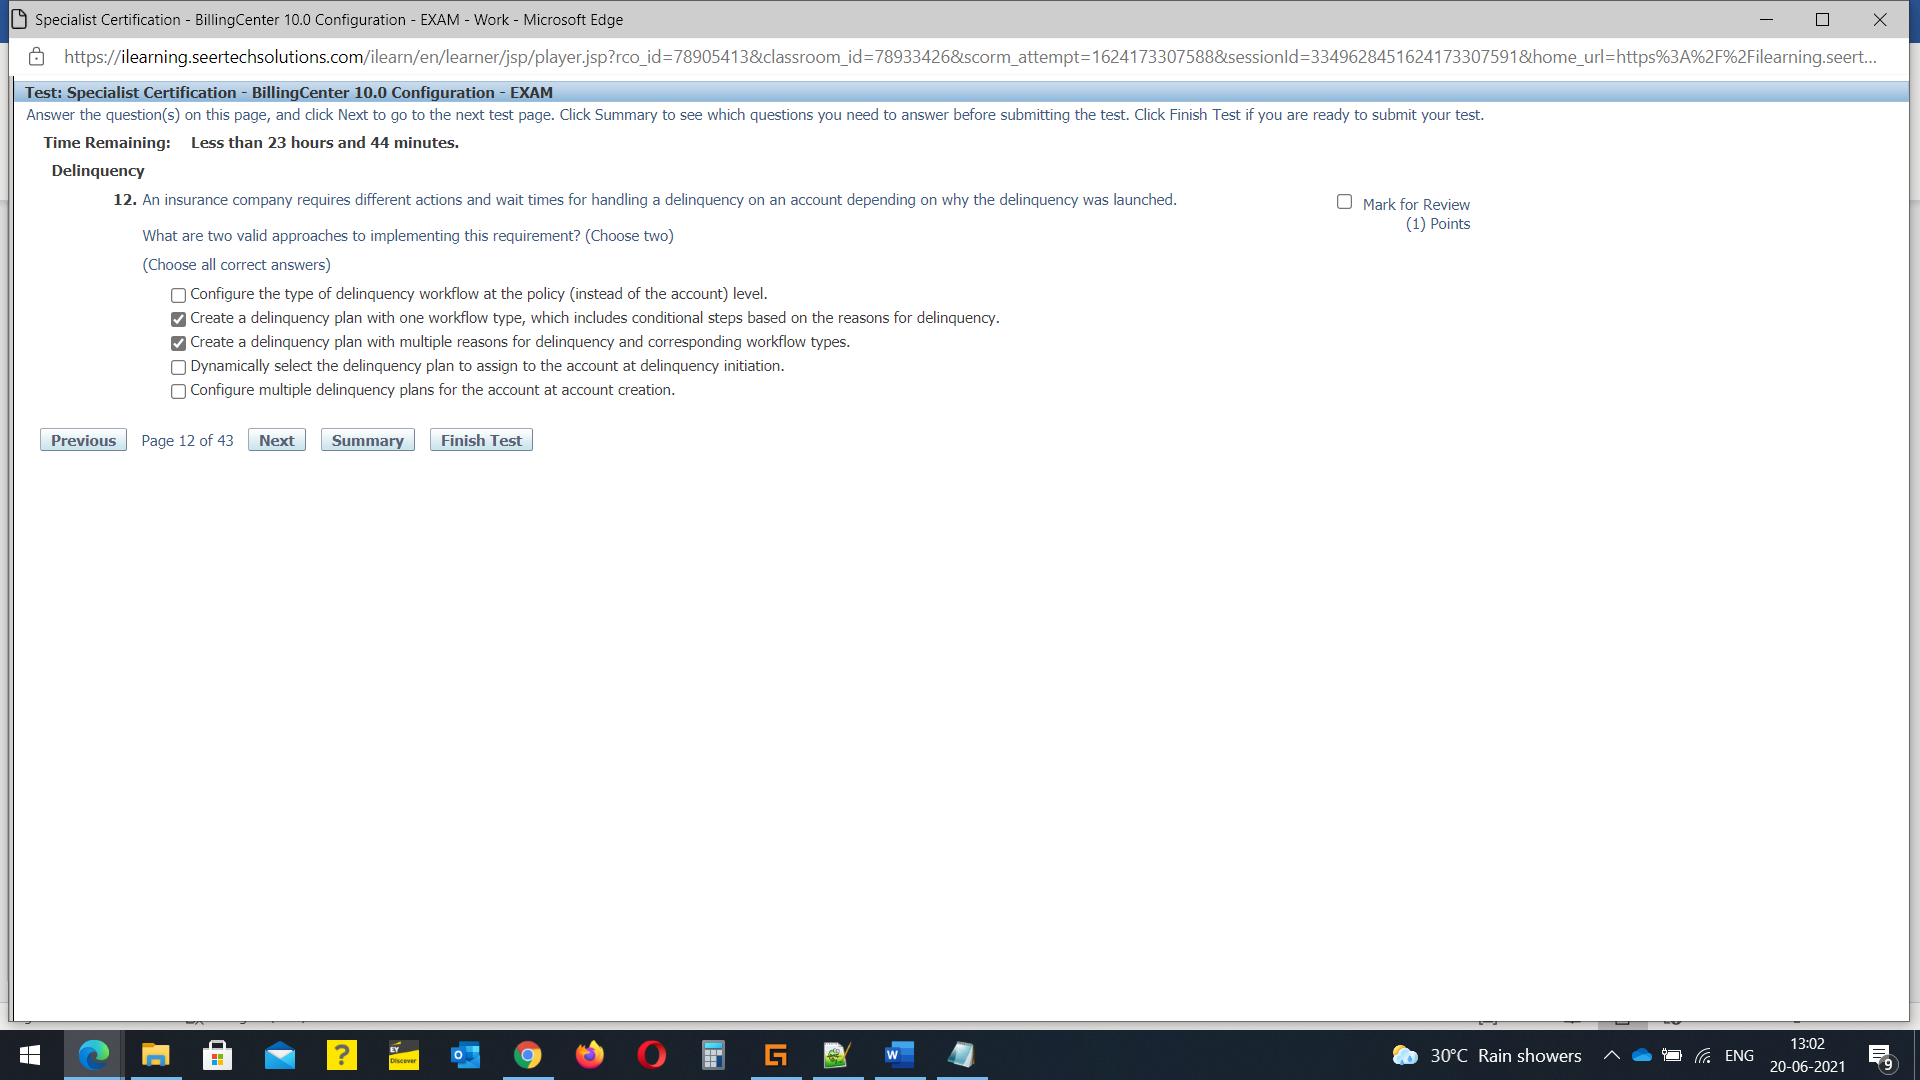 Specialist Certification - BillingCenter 10.0 Configuration - EXAM - Work - Microsoft Edge
https://ilearning.seertechsolutions.com/ilearn/en/learner/jsp/player.jsp?rco_id=78905413&classroom_id=78933426&scorm_attempt=1624173307588&sessionId=3349628451624173307591&home_url=https%3A%2F%2Filearning.seert...
Test: Specialist Certification - BillingCenter 10.0 Configuration - EXAM
Answer the question(s) on this page, and click Next to go to the next test page. Click Summary to see which questions you need to answer before submitting the test. Click Finish Test if you are ready to submit your test.
Time Remaining: Less than 23 hours and 44 minutes.
Delinquency
12. An insurance company requires different actions and wait times for handling a delinquency on an account depending on why the delinquency was launched.
Mark for Review
(1) Points
What are two valid approaches to implementing this requirement? (Choose two)
(Choose all correct answers)
Configure the type of delinquency workflow at the policy (instead of the account) level.
Create a delinquency plan with one workflow type, which includes conditional steps based on the reasons for delinquency.
Create a delinquency plan with multiple reasons for delinquency and corresponding workflow types.
Dynamically select the delinquency plan to assign to the account at delinquency initiation.
Configure multiple delinquency plans for the account at account creation.
Previous Page 12 of 43 Next Summary Finish Test
EY
Discover
30°C Rain showers
ENG
13:02
20-06-2021
9